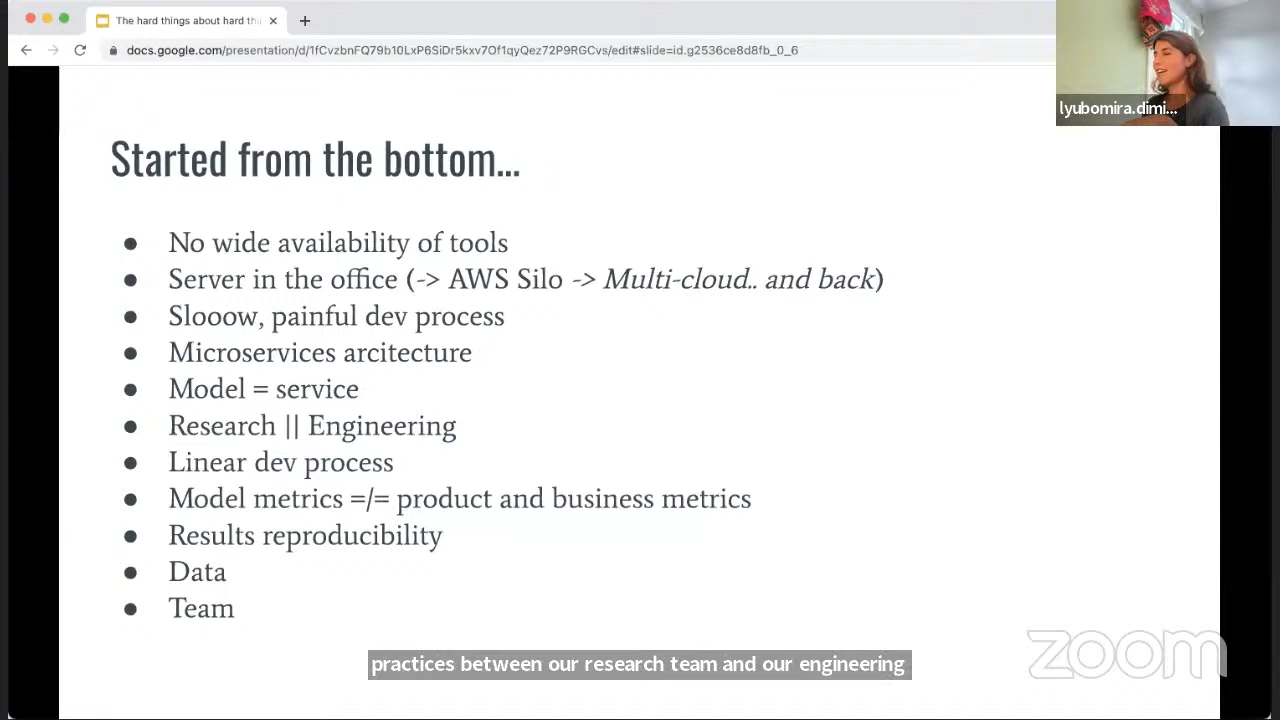 The hard things about hard thi
docs.google.com/presentation/d/1fCvzbnFQ79b10LxP6SiDr5kxv7Of1qyQez72P9RGCvs/edit#slide=id.g2536ce8d8fb_0_6
lyubomira.dimi...
Started from the bottom...
● No wide availability of tools
● Server in the office (-> AWS Silo -> Multi-cloud.. and back)
● Slooow, painful dev process
● Microservices arcitecture
● Model = service
● Research || Engineering
● Linear dev process
● Model metrics =/= product and business metrics
● Results reproducibility
● Data
● Team
practices between our research team and our engineering
zoom